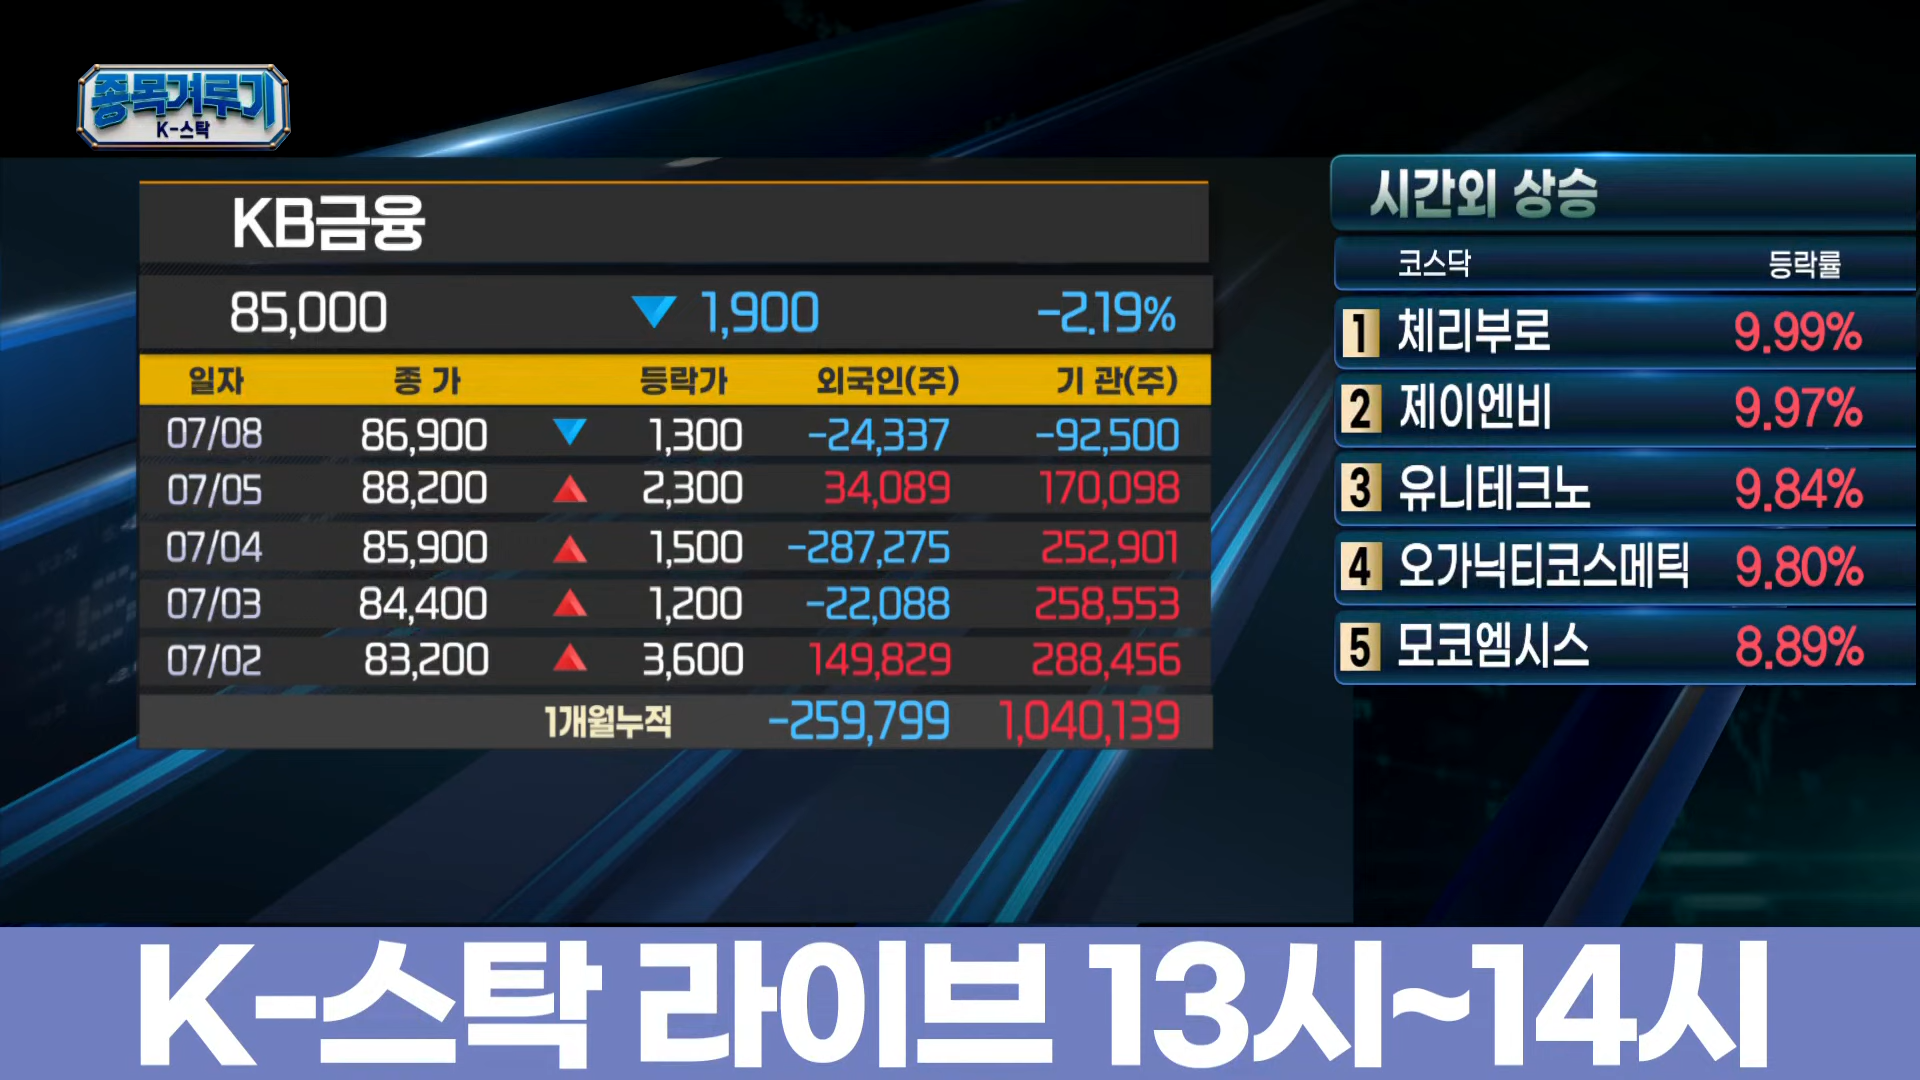 종목겨루기
K-스탁
KB금융
85,000 ▼ 1,900 -2.19%
일자 종 가 등락가 외국인(주) 기 관(주)
07/08 86,900 ▼ 1,300 -24,337 -92,500
07/05 88,200 ▲ 2,300 34,089 170,098
07/04 85,900 ▲ 1,500 -287,275 252,901
07/03 84,400 ▲ 1,200 -22,088 258,553
07/02 83,200 ▲ 3,600 149,829 288,456
1개월누적 -259,799 1,040,139
시간외 상승
코스닥 등락률
1 체리부로 9.99%
2 제이엔비 9.97%
3 유니테크노 9.84%
4 오가닉티코스메틱 9.80%
5 모코엠시스 8.89%
K-스탁 라이브 13시~14시